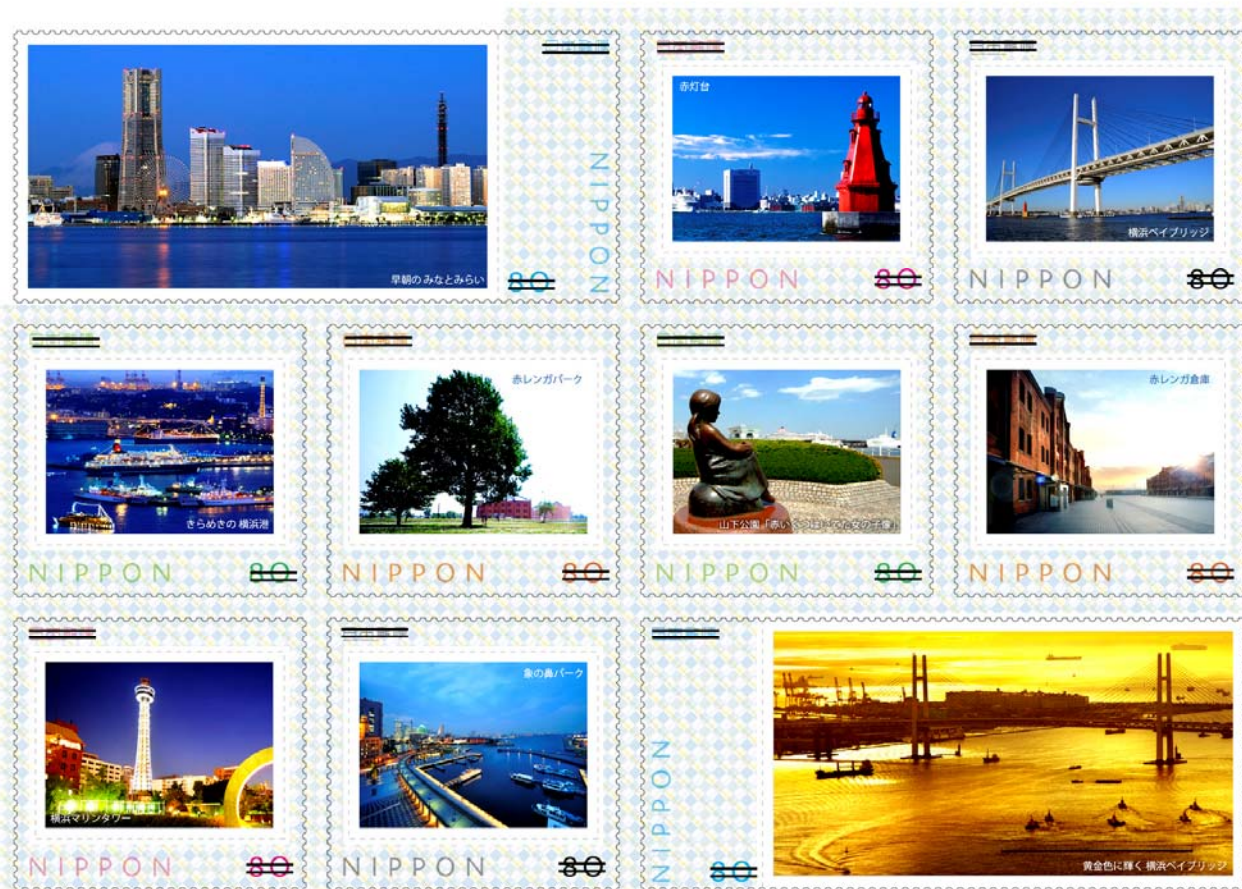 NIPPON
早朝の みなとみらい
80
赤灯台
NIPPON
80
横浜ベイブリッジ
NIPPON
80
きらめきの 横浜港
NIPPON
80
赤レンガパーク
NIPPON
80
山下公園「赤いくつはいてた女の子像」
NIPPON
80
赤レンガ倉庫
NIPPON
80
横浜マリンタワー
NIPPON
80
象の鼻パーク
NIPPON
80
NIPPON
80
黄金色に輝く 横浜ベイブリッジ